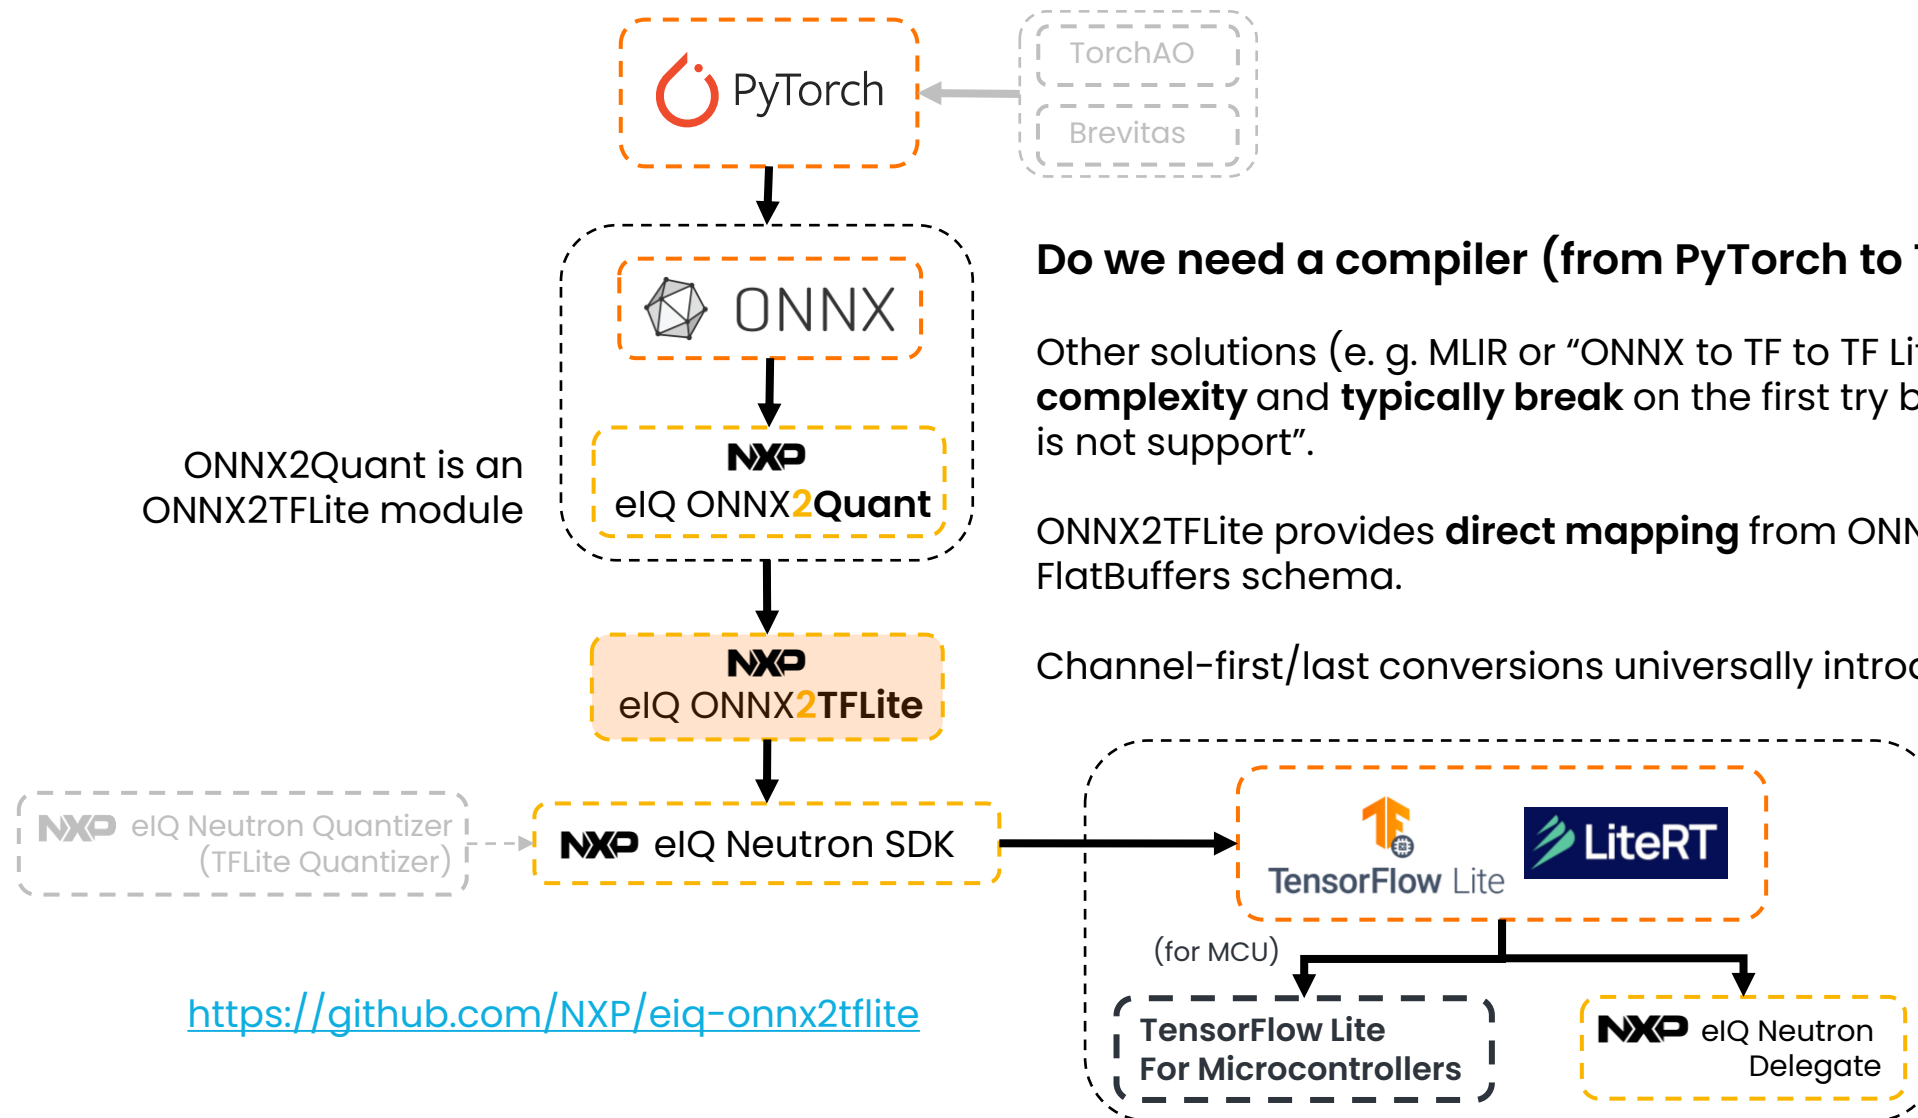 PyTorch
TorchAO
Brevitas
ONNX
NXP
eIQ ONNX2Quant
ONNX2Quant is an
ONNX2TFLite module
Do we need a compiler (from PyTorch to
Other solutions (e. g. MLIR or “ONNX to TF to TF
complexity and typically break on the first try
is not support”.
ONNX2TFLite provides direct mapping from
FlatBuffers schema.
Channel-first/last conversions universally
NXP
eIQ ONNX2TFLite
NXP eIQ Neutron Quantizer
(TFLite Quantizer)
NXP eIQ Neutron SDK
TensorFlow Lite
LiteRT
(for MCU)
TensorFlow Lite
For Microcontrollers
NXP eIQ Neutron
Delegate
https://github.com/NXP/eiq-onnx2tflite